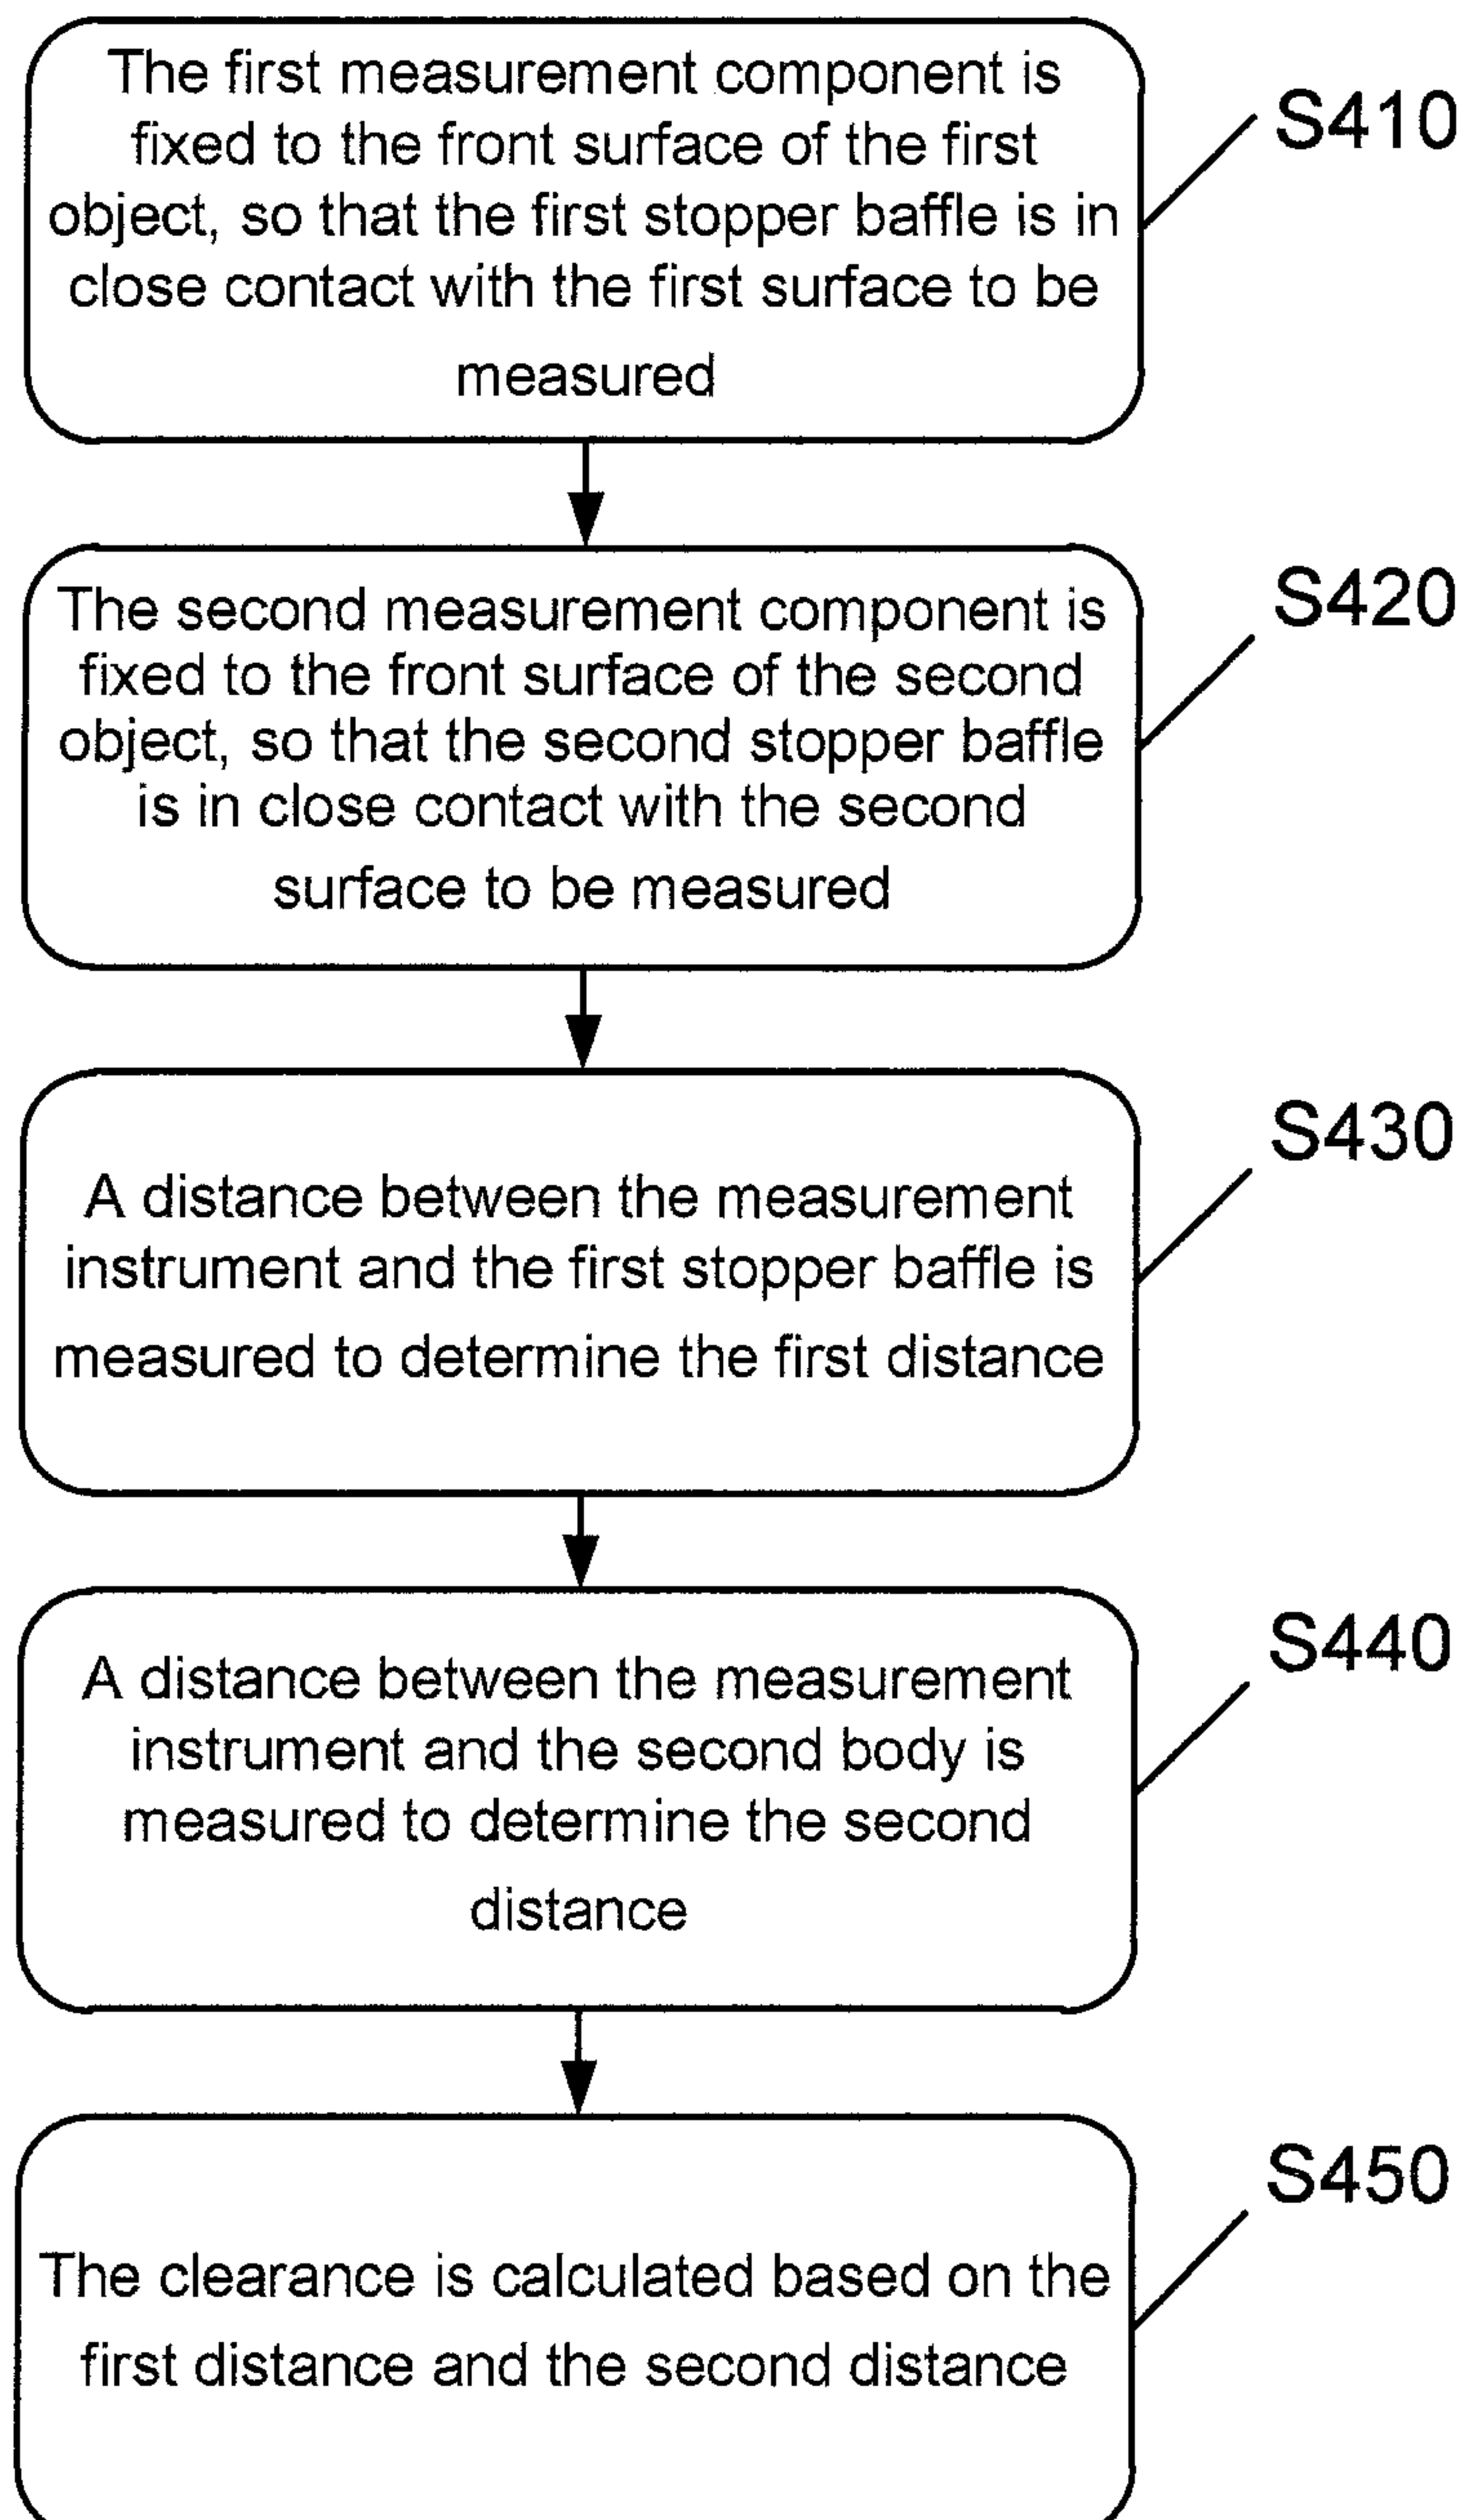 The first measurement component is
fixed to the front surface of the first
object, so that the first stopper baffle is in
close contact with the first surface to be
measured
S410
The second measurement component is
fixed to the front surface of the second
object, so that the second stopper baffle
is in close contact with the second
surface to be measured
S420
A distance between the measurement
instrument and the first stopper baffle is
measured to determine the first distance
S430
A distance between the measurement
instrument and the second body is
measured to determine the second
distance
S440
The clearance is calculated based on the
first distance and the second distance
S450